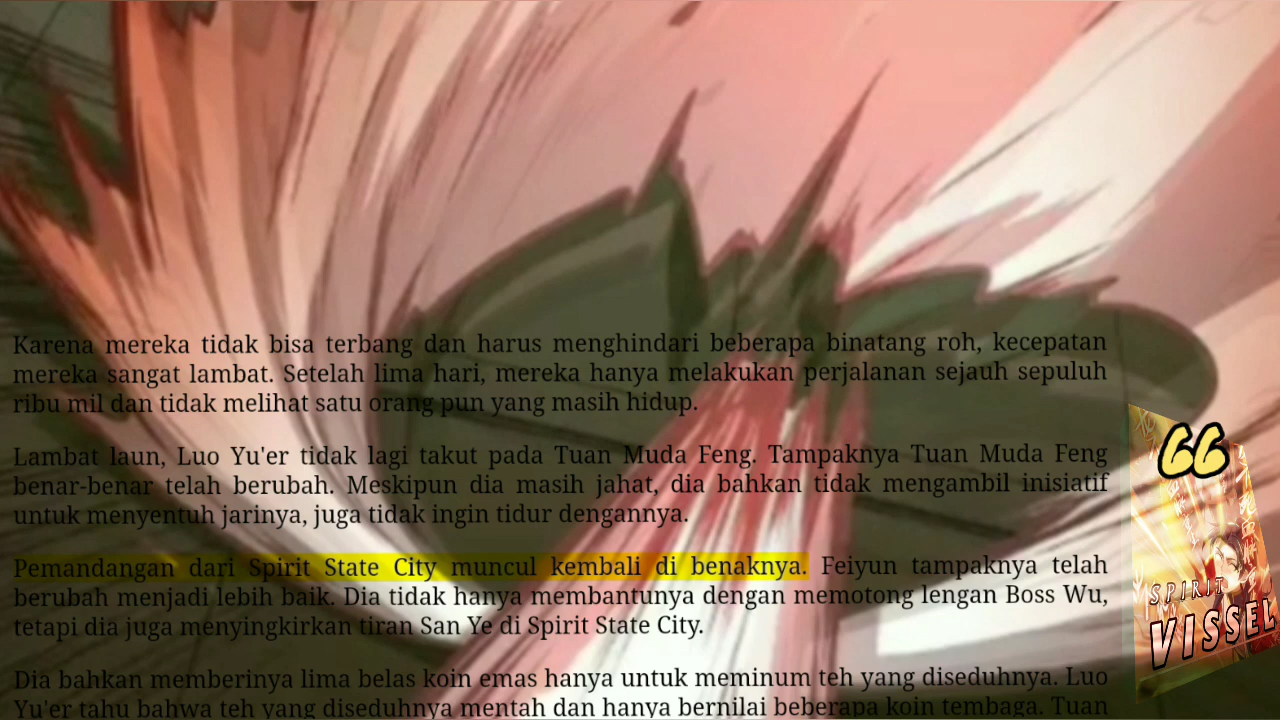 Karena mereka tidak bisa terbang dan harus menghindari beberapa binatang roh, kecepatan
mereka sangat lambat. Setelah lima hari, mereka hanya melakukan perjalanan sejauh sepuluh
ribu mil dan tidak melihat satu orang pun yang masih hidup.
Lambat laun, Luo Yu'er tidak lagi takut pada Tuan Muda Feng. Tampaknya Tuan Muda Feng
benar-benar telah berubah. Meskipun dia masih jahat, dia bahkan tidak mengambil inisiatif
untuk menyentuh jarinya, juga tidak ingin tidur dengannya.
Pemandangan dari Spirit State City muncul kembali di benaknya. Feiyun tampaknya telah
berubah menjadi lebih baik. Dia tidak hanya membantunya dengan memotong lengan Boss Wu,
tetapi dia juga menyingkirkan tiran San Ye di Spirit State City.
Dia bahkan memberinya lima belas koin emas hanya untuk meminum teh yang diseduhnya. Luo
Yu'er tahu bahwa teh yang diseduhnya mentah dan hanya bernilai beberapa koin tembaga. Tuan
66
SPIRIT
VISSEL